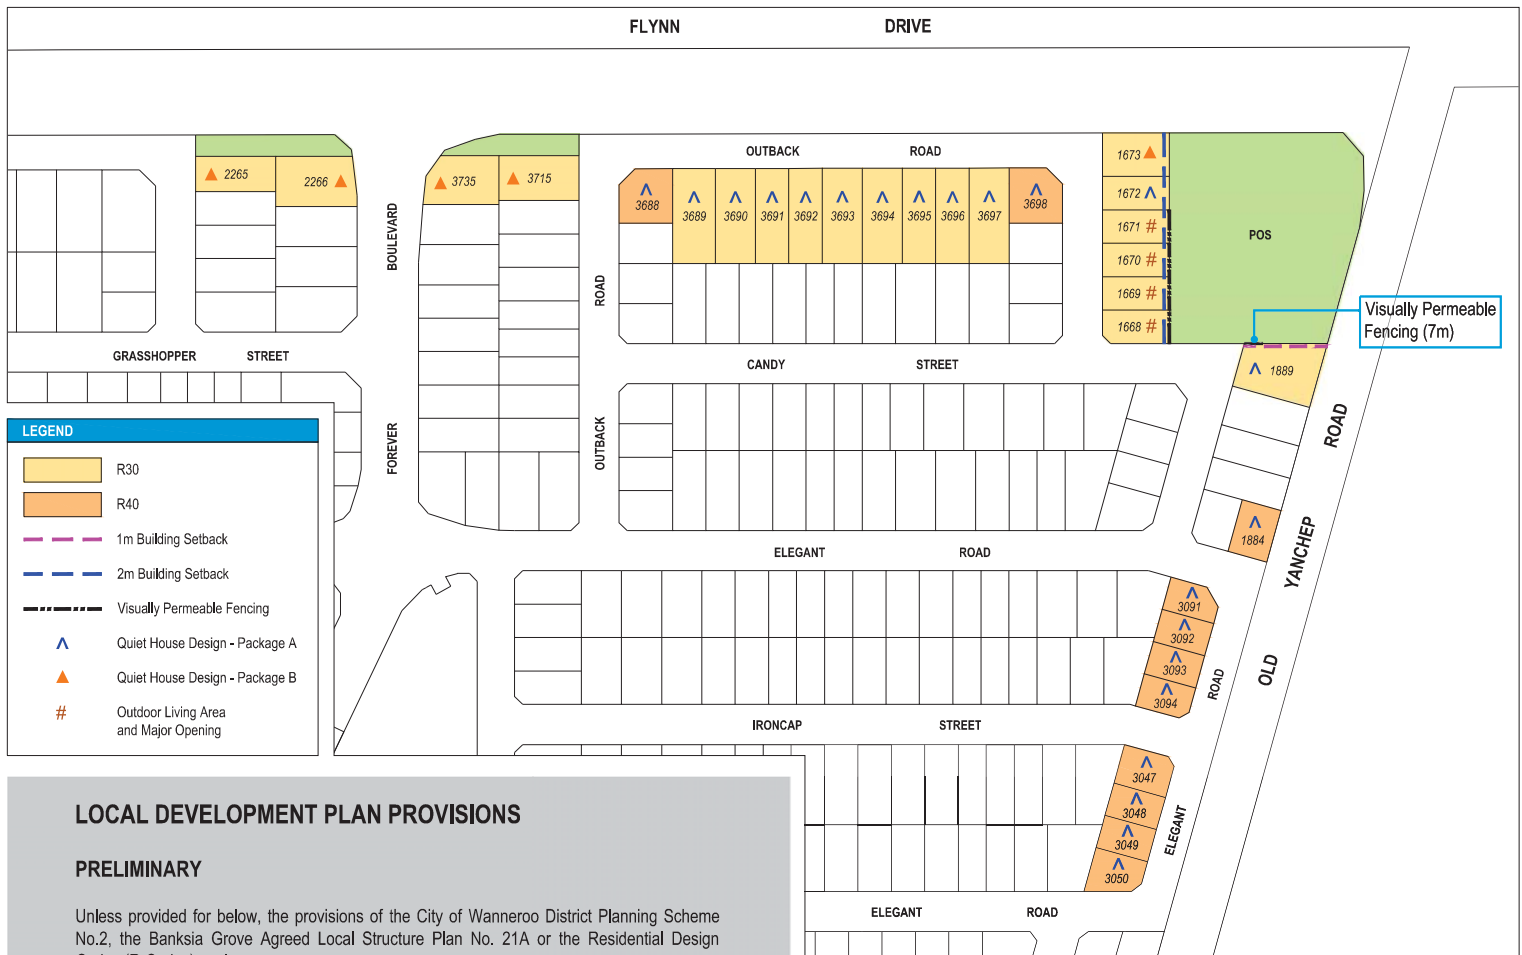 FLYNN DRIVE
OUTBACK ROAD
1673
1672
1671 #
1670 #
1669 #
1668 #
POS
2265
2266
3735
3715
3688
3689
3690
3691
3692
3693
3694
3695
3696
3697
3698
BOULEVARD
ROAD
Visually Permeable
Fencing (7m)
GRASSHOPPER STREET
CANDY STREET
1889
ROAD
FOREVER
OUTBACK
LEGEND
R30
R40
1m Building Setback
2m Building Setback
Visually Permeable Fencing
Quiet House Design - Package A
Quiet House Design - Package B
# Outdoor Living Area
and Major Opening
1884
YANCHEP
ELEGANT ROAD
3091
3092
3093
3094
OLD
ROAD
IRONCAP STREET
3047
3048
3049
3050
ELEGANT
ELEGANT ROAD
LOCAL DEVELOPMENT PLAN PROVISIONS
PRELIMINARY
Unless provided for below, the provisions of the City of Wanneroo District Planning Scheme
No.2, the Banksia Grove Agreed Local Structure Plan No. 21A or the Residential Design